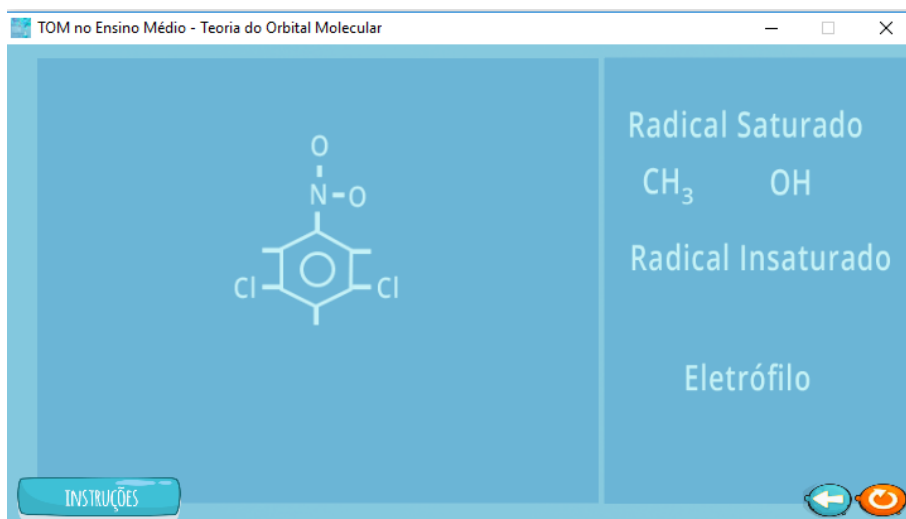 TOM no Ensino Médio - Teoria do Orbital Molecular
O
N-O
Cl Cl
Radical Saturado
CH₃ OH
Radical Insaturado
Eletrófilo
INSTRUÇÕES